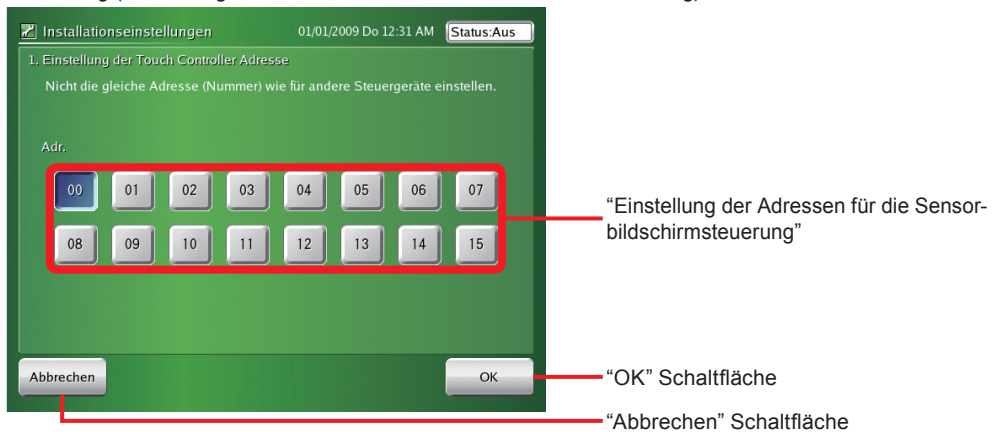 Installationseinstellungen 01/01/2009 Do 12:31 AM Status:Aus
1. Einstellung der Touch Controller Adresse
Nicht die gleiche Adresse (Nummer) wie für andere Steuergeräte einstellen.
Adr.
00 01 02 03 04 05 06 07
08 09 10 11 12 13 14 15
“Einstellung der Adressen für die Sensor-
bildschirmsteuerung”
Abbrechen OK
“OK” Schaltfläche
“Abbrechen” Schaltfläche